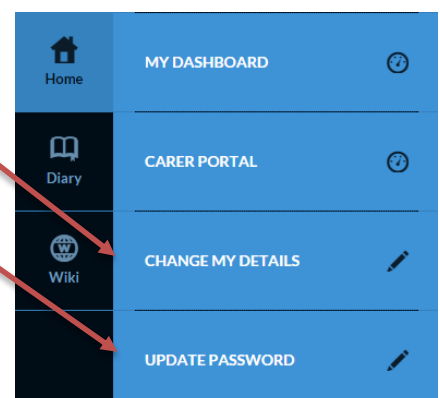 Home
MY DASHBOARD
Diary
CARER PORTAL
W
Wiki
CHANGE MY DETAILS
UPDATE PASSWORD